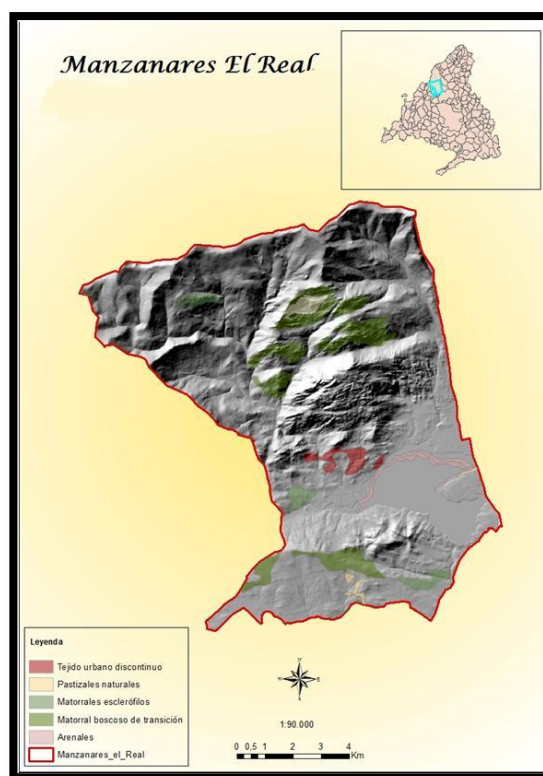 Manzanares El Real
Leyenda
Tejido urbano discontinuo
Pastizales naturales
Matorrales esclerófilos
Matorral boscoso de transición
Arenales
Manzanares_el_Real
1:90.000
0 0,5 1 2 3 4
Km